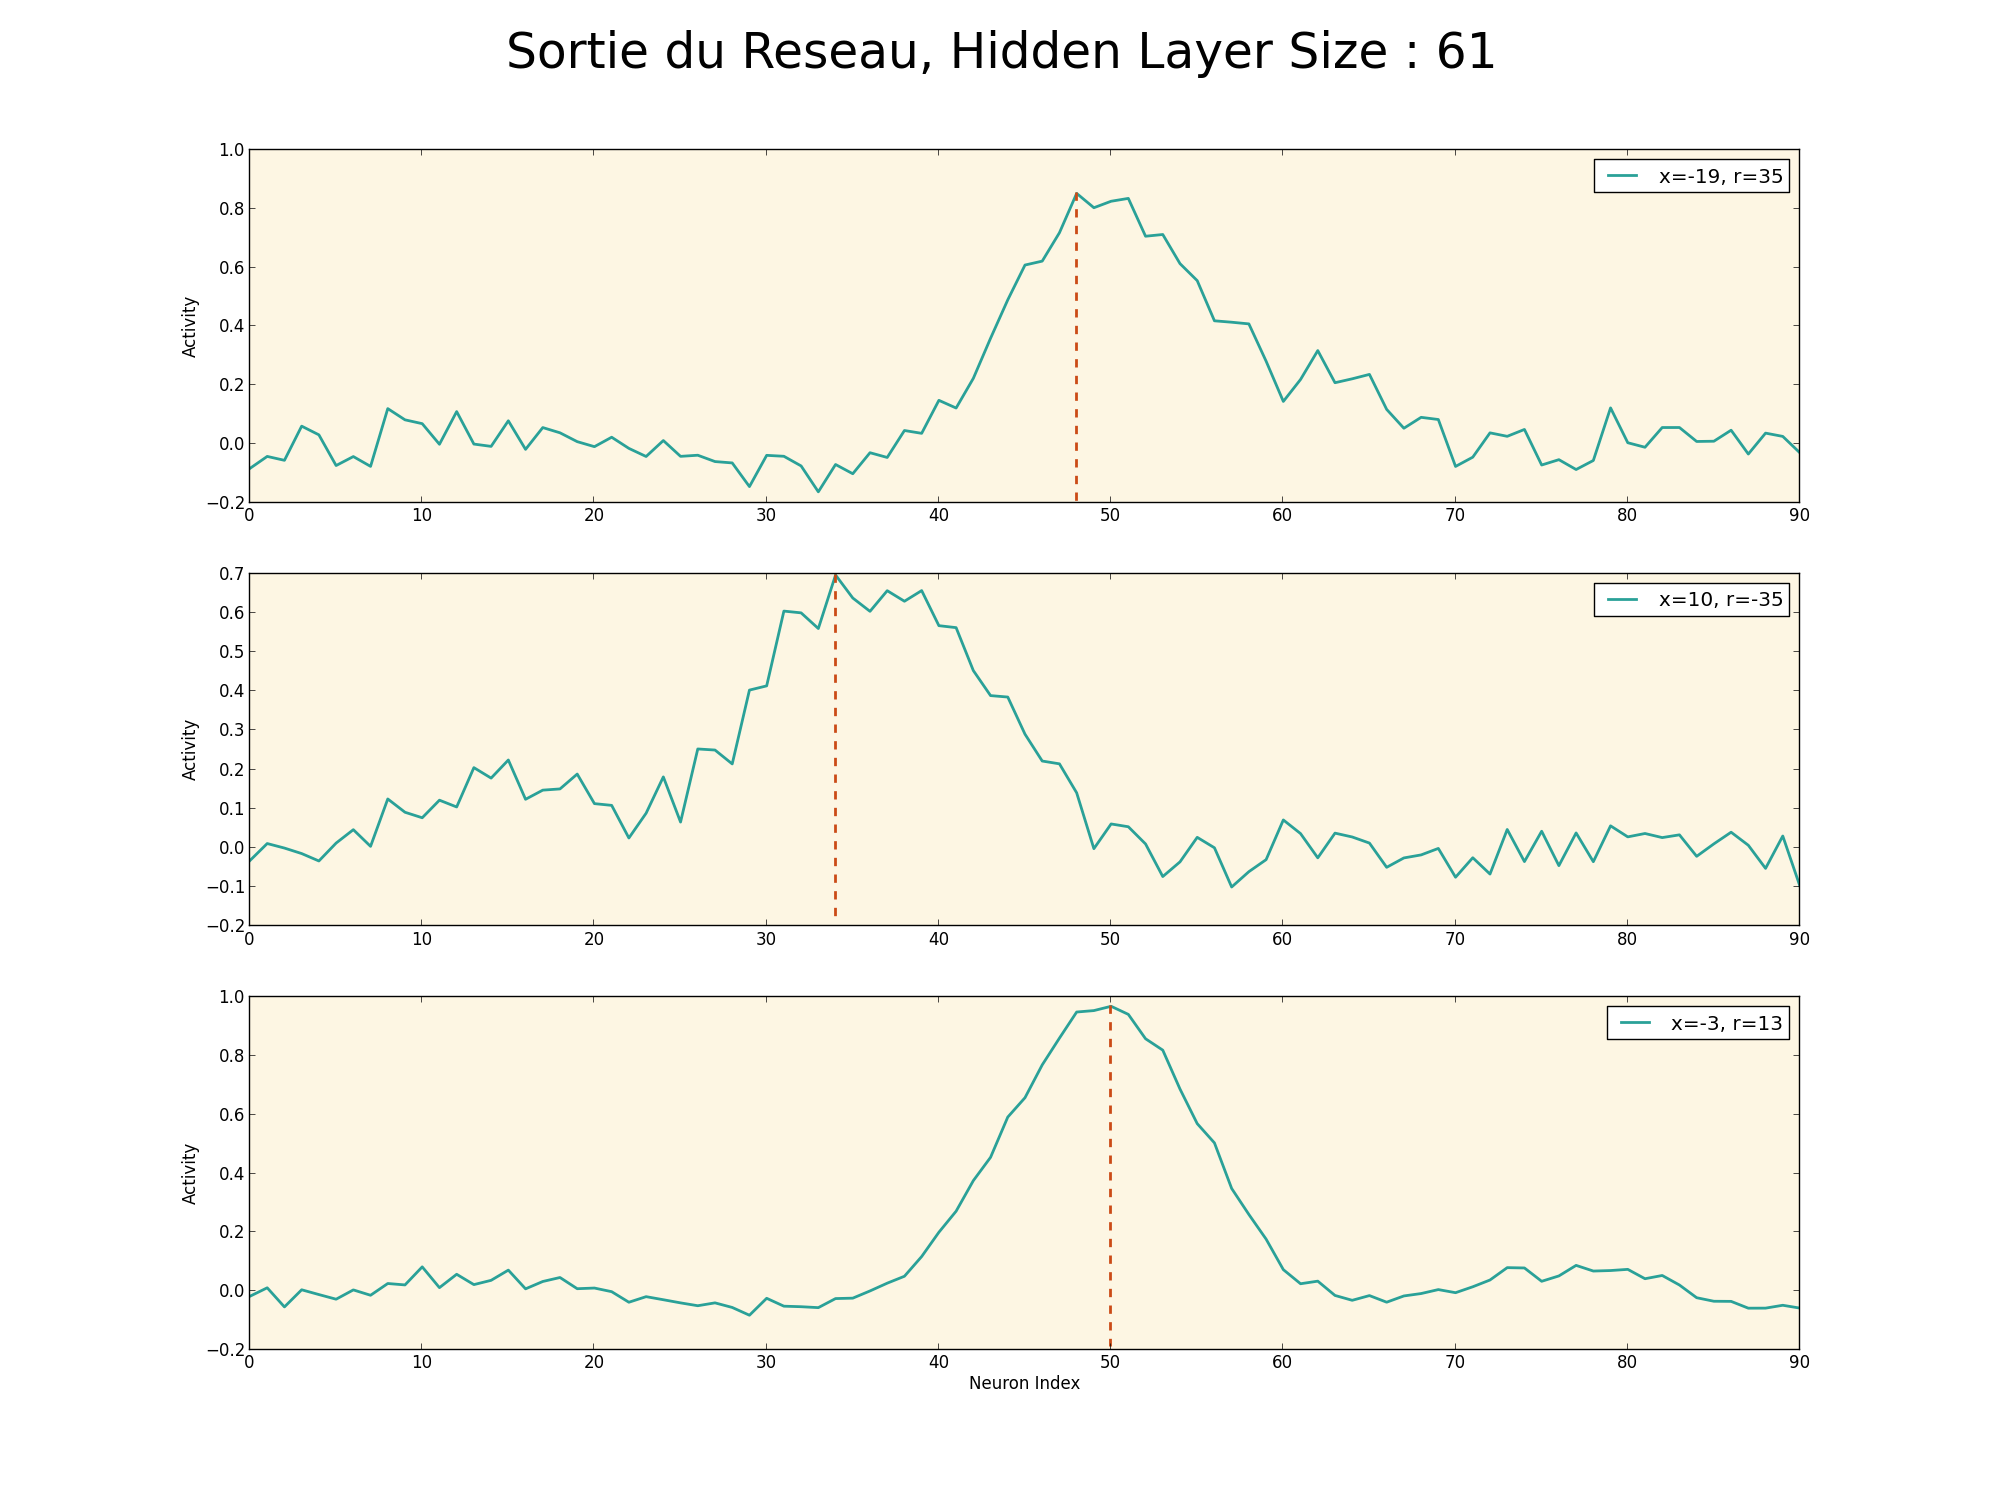 Sortie du Reseau, Hidden Layer Size : 61
1.0
0.8
0.6
0.4
0.2
0.0
−0.2
Activity
x=-19, r=35
0 10 20 30 40 50 60 70 80 90
0.7
0.6
0.5
0.4
0.3
0.2
0.1
0.0
−0.1
−0.2
Activity
x=10, r=-35
0 10 20 30 40 50 60 70 80 90
1.0
0.8
0.6
0.4
0.2
0.0
−0.2
Activity
x=-3, r=13
0 10 20 30 40 50 60 70 80 90
Neuron Index